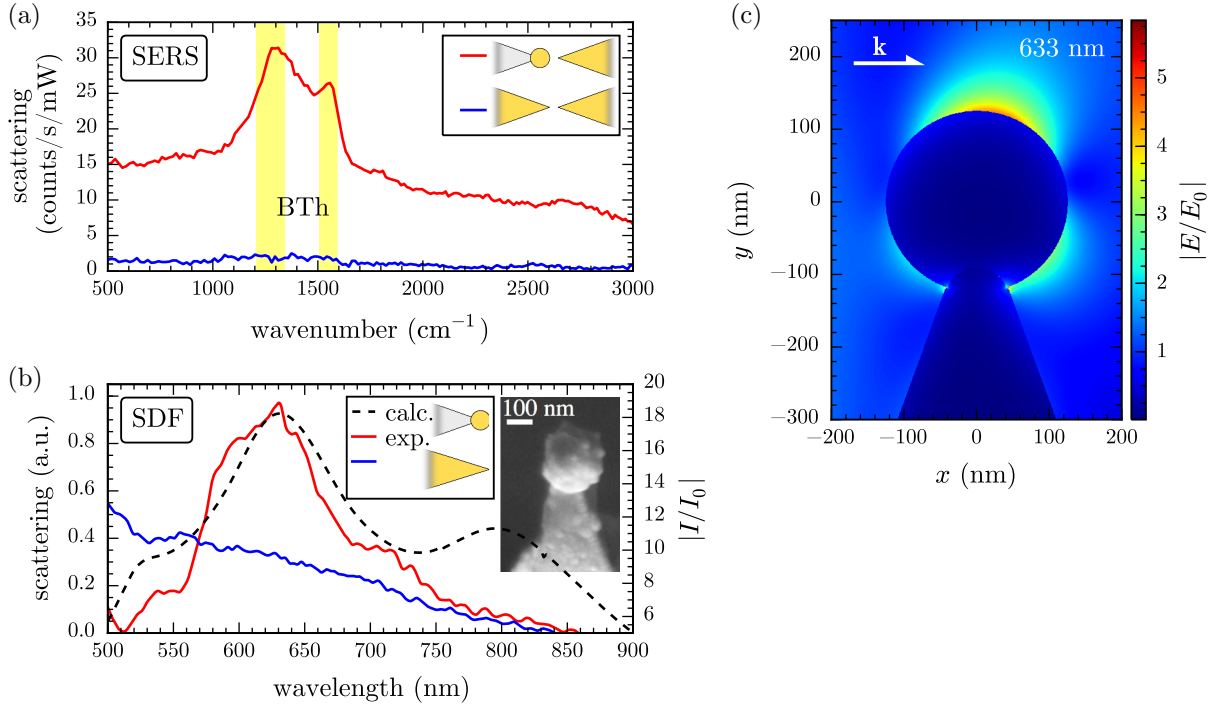 (a)
SERS
BTh
35
30
25
20
15
10
5
0
scattering
(counts/s/mW)
500 1000 1500 2000 2500 3000
wavenumber (cm⁻¹)
(b)
SDF
calc.
exp.
100 nm
1.0
0.8
0.6
0.4
0.2
0.0
scattering (a.u.)
20
18
16
14
12
10
8
6
|I/I₀|
500 550 600 650 700 750 800 850 900
wavelength (nm)
(c)
k
633 nm
200
100
0
−100
−200
−300
y (nm)
−200 −100 0 100 200
x (nm)
5
4
3
2
1
|E/E₀|